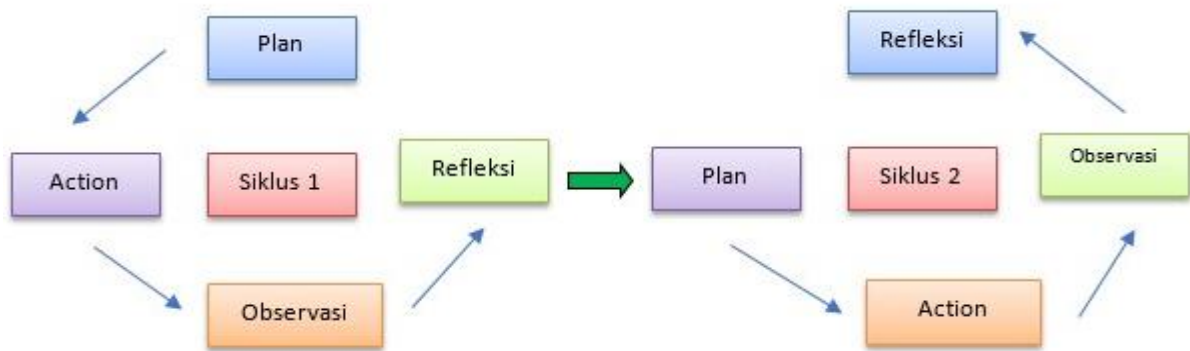 Plan
Action
Siklus 1
Observasi
Refleksi
Plan
Siklus 2
Action
Observasi
Refleksi